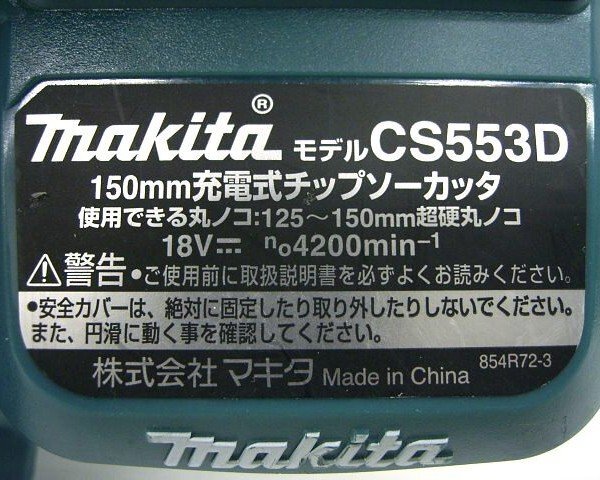 makita® モデルCS553D
150mm充電式チップソーカッタ
使用できる丸ノコ:125～150mm超硬丸ノコ
18V⎓ n₀4200min⁻¹
⚠警告●ご使用前に取扱説明書を必ずよくお読みください。
●安全カバーは、絶対に固定したり取り外したりしないでください。
また、円滑に動く事を確認してください。
株式会社マキタ Made in China 854R72-3
makita